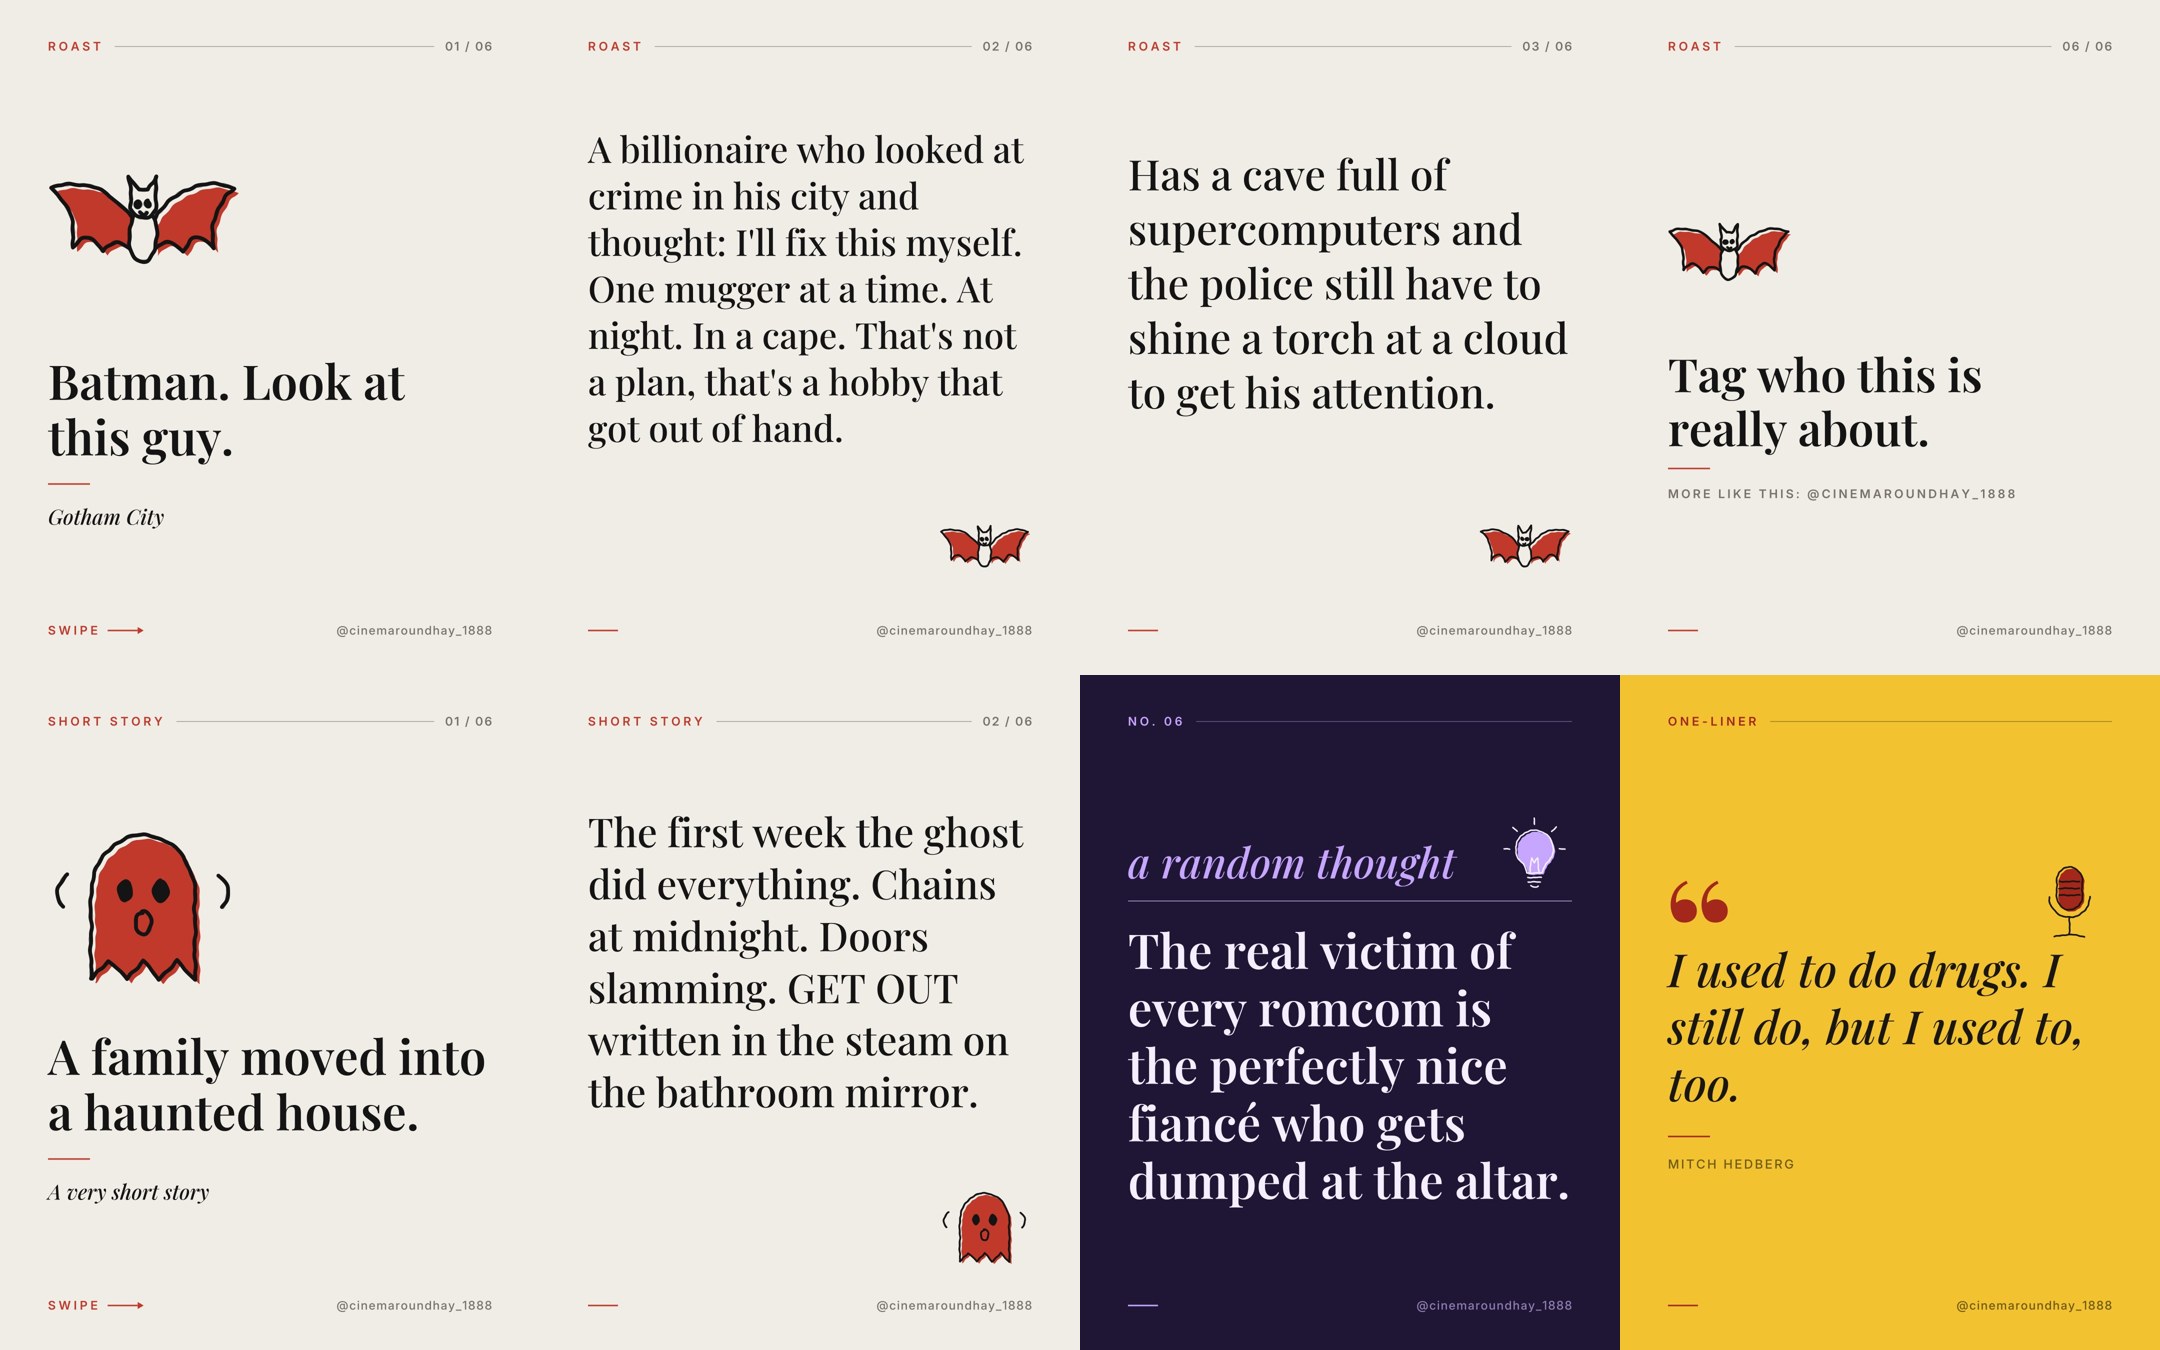 ROAST
01 / 06
Batman. Look at
this guy.
Gotham City
SWIPE
@cinemaroundhay_1888
ROAST
02 / 06
A billionaire who looked at
crime in his city and
thought: I'll fix this myself.
One mugger at a time. At
night. In a cape. That's not
a plan, that's a hobby that
got out of hand.
@cinemaroundhay_1888
ROAST
03 / 06
Has a cave full of
supercomputers and
the police still have to
shine a torch at a cloud
to get his attention.
@cinemaroundhay_1888
ROAST
06 / 06
Tag who this is
really about.
MORE LIKE THIS: @CINEMAROUNDHAY_1888
@cinemaroundhay_1888
SHORT STORY
01 / 06
A family moved into
a haunted house.
A very short story
SWIPE
@cinemaroundhay_1888
SHORT STORY
02 / 06
The first week the ghost
did everything. Chains
at midnight. Doors
slamming. GET OUT
written in the steam on
the bathroom mirror.
@cinemaroundhay_1888
NO. 06
a random thought
The real victim of
every romcom is
the perfectly nice
fiancé who gets
dumped at the altar.
@cinemaroundhay_1888
ONE-LINER
“
I used to do drugs. I
still do, but I used to,
too.
MITCH HEDBERG
@cinemaroundhay_1888